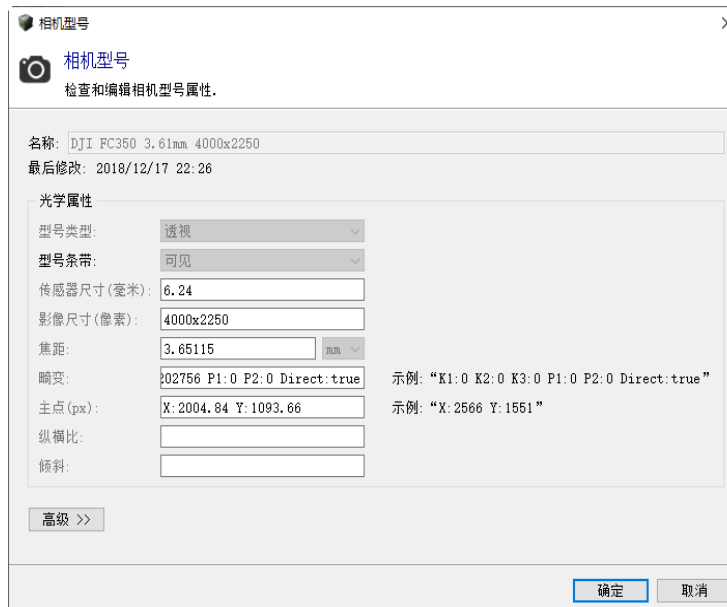 相机型号
相机型号
检查和编辑相机型号属性.
名称: DJI FC350 3.61mm 4000x2250
最后修改: 2018/12/17 22:26
光学属性
型号类型: 透视
型号条带: 可见
传感器尺寸(毫米): 6.24
影像尺寸(像素): 4000x2250
焦距: 3.65115 mm
畸变: 202756 P1:0 P2:0 Direct:true 示例: “K1:0 K2:0 K3:0 P1:0 P2:0 Direct:true”
主点(px): X:2004.84 Y:1093.66 示例: “X:2566 Y:1551”
纵横比:
倾斜:
高级 >>
确定 取消